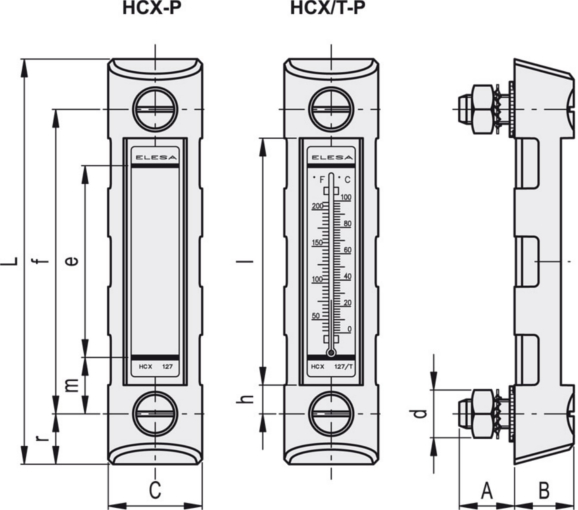 HCX-P
HCX/T-P
ELESA
HCX 127
ELESA
° F ° C
200
150
100
50
100
80
60
40
20
0
HCX 127/T
L
f
e
m
r
C
l
h
d
A
B